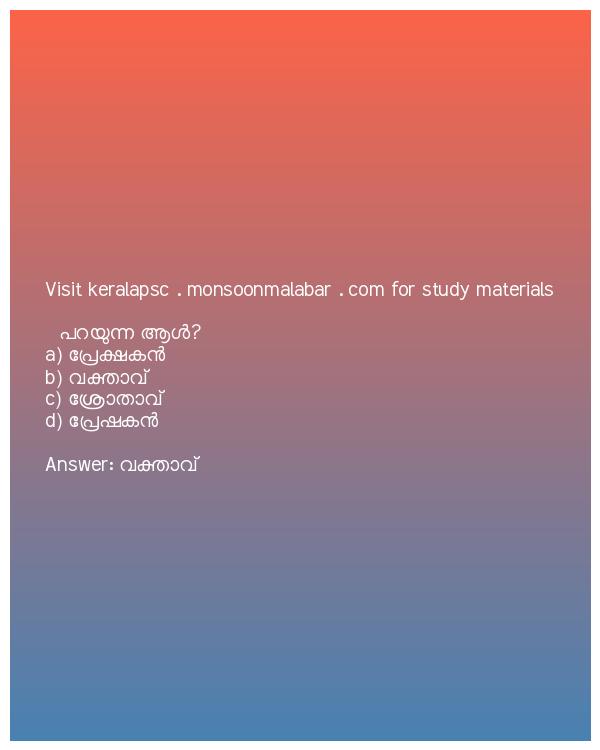 Visit keralapsc . monsoonmalabar . com for study materials
പറയുന്ന ആൾ?
a) പ്രേക്ഷകൻ
b) വക്താവ്
c) ശ്രോതാവ്
d) പ്രേഷകൻ
Answer: വക്താവ്